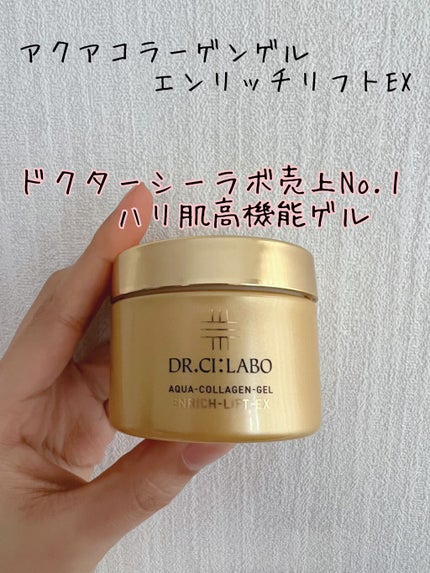 アクアコラーゲンゲル
エンリッチリフトEX
ドクターシーラボ売上No.1
ハリ肌高機能ゲル
DR.CI:LABO
AQUA-COLLAGEN-GEL
ENRICH-LIFT-EX